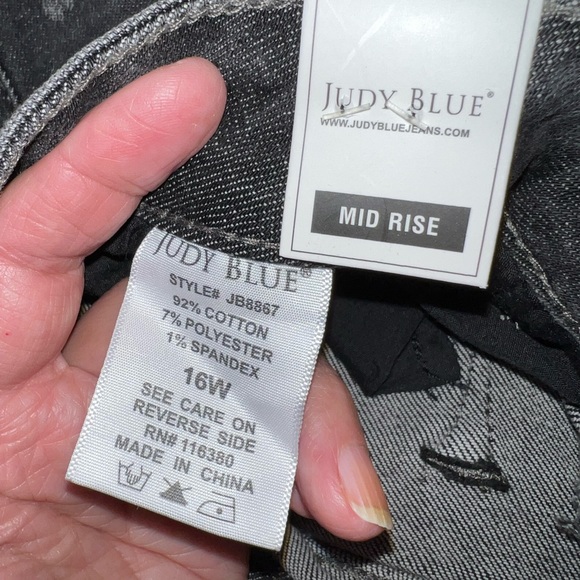 JUDY BLUE®
WWW.JUDYBLUEJEANS.COM
MID RISE
JUDY BLUE®
STYLE# JB8867
92% COTTON
7% POLYESTER
1% SPANDEX
16W
SEE CARE ON
REVERSE SIDE
RN# 116380
MADE IN CHINA